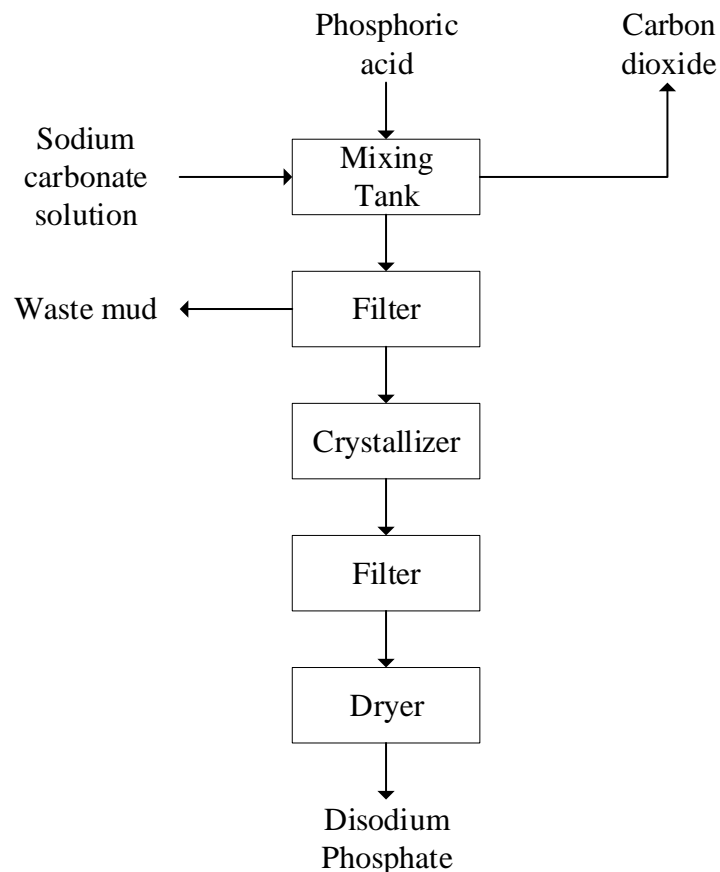 Phosphoric
acid
Carbon
dioxide
Sodium
carbonate
solution
Mixing
Tank
Waste mud
Filter
Crystallizer
Filter
Dryer
Disodium
Phosphate